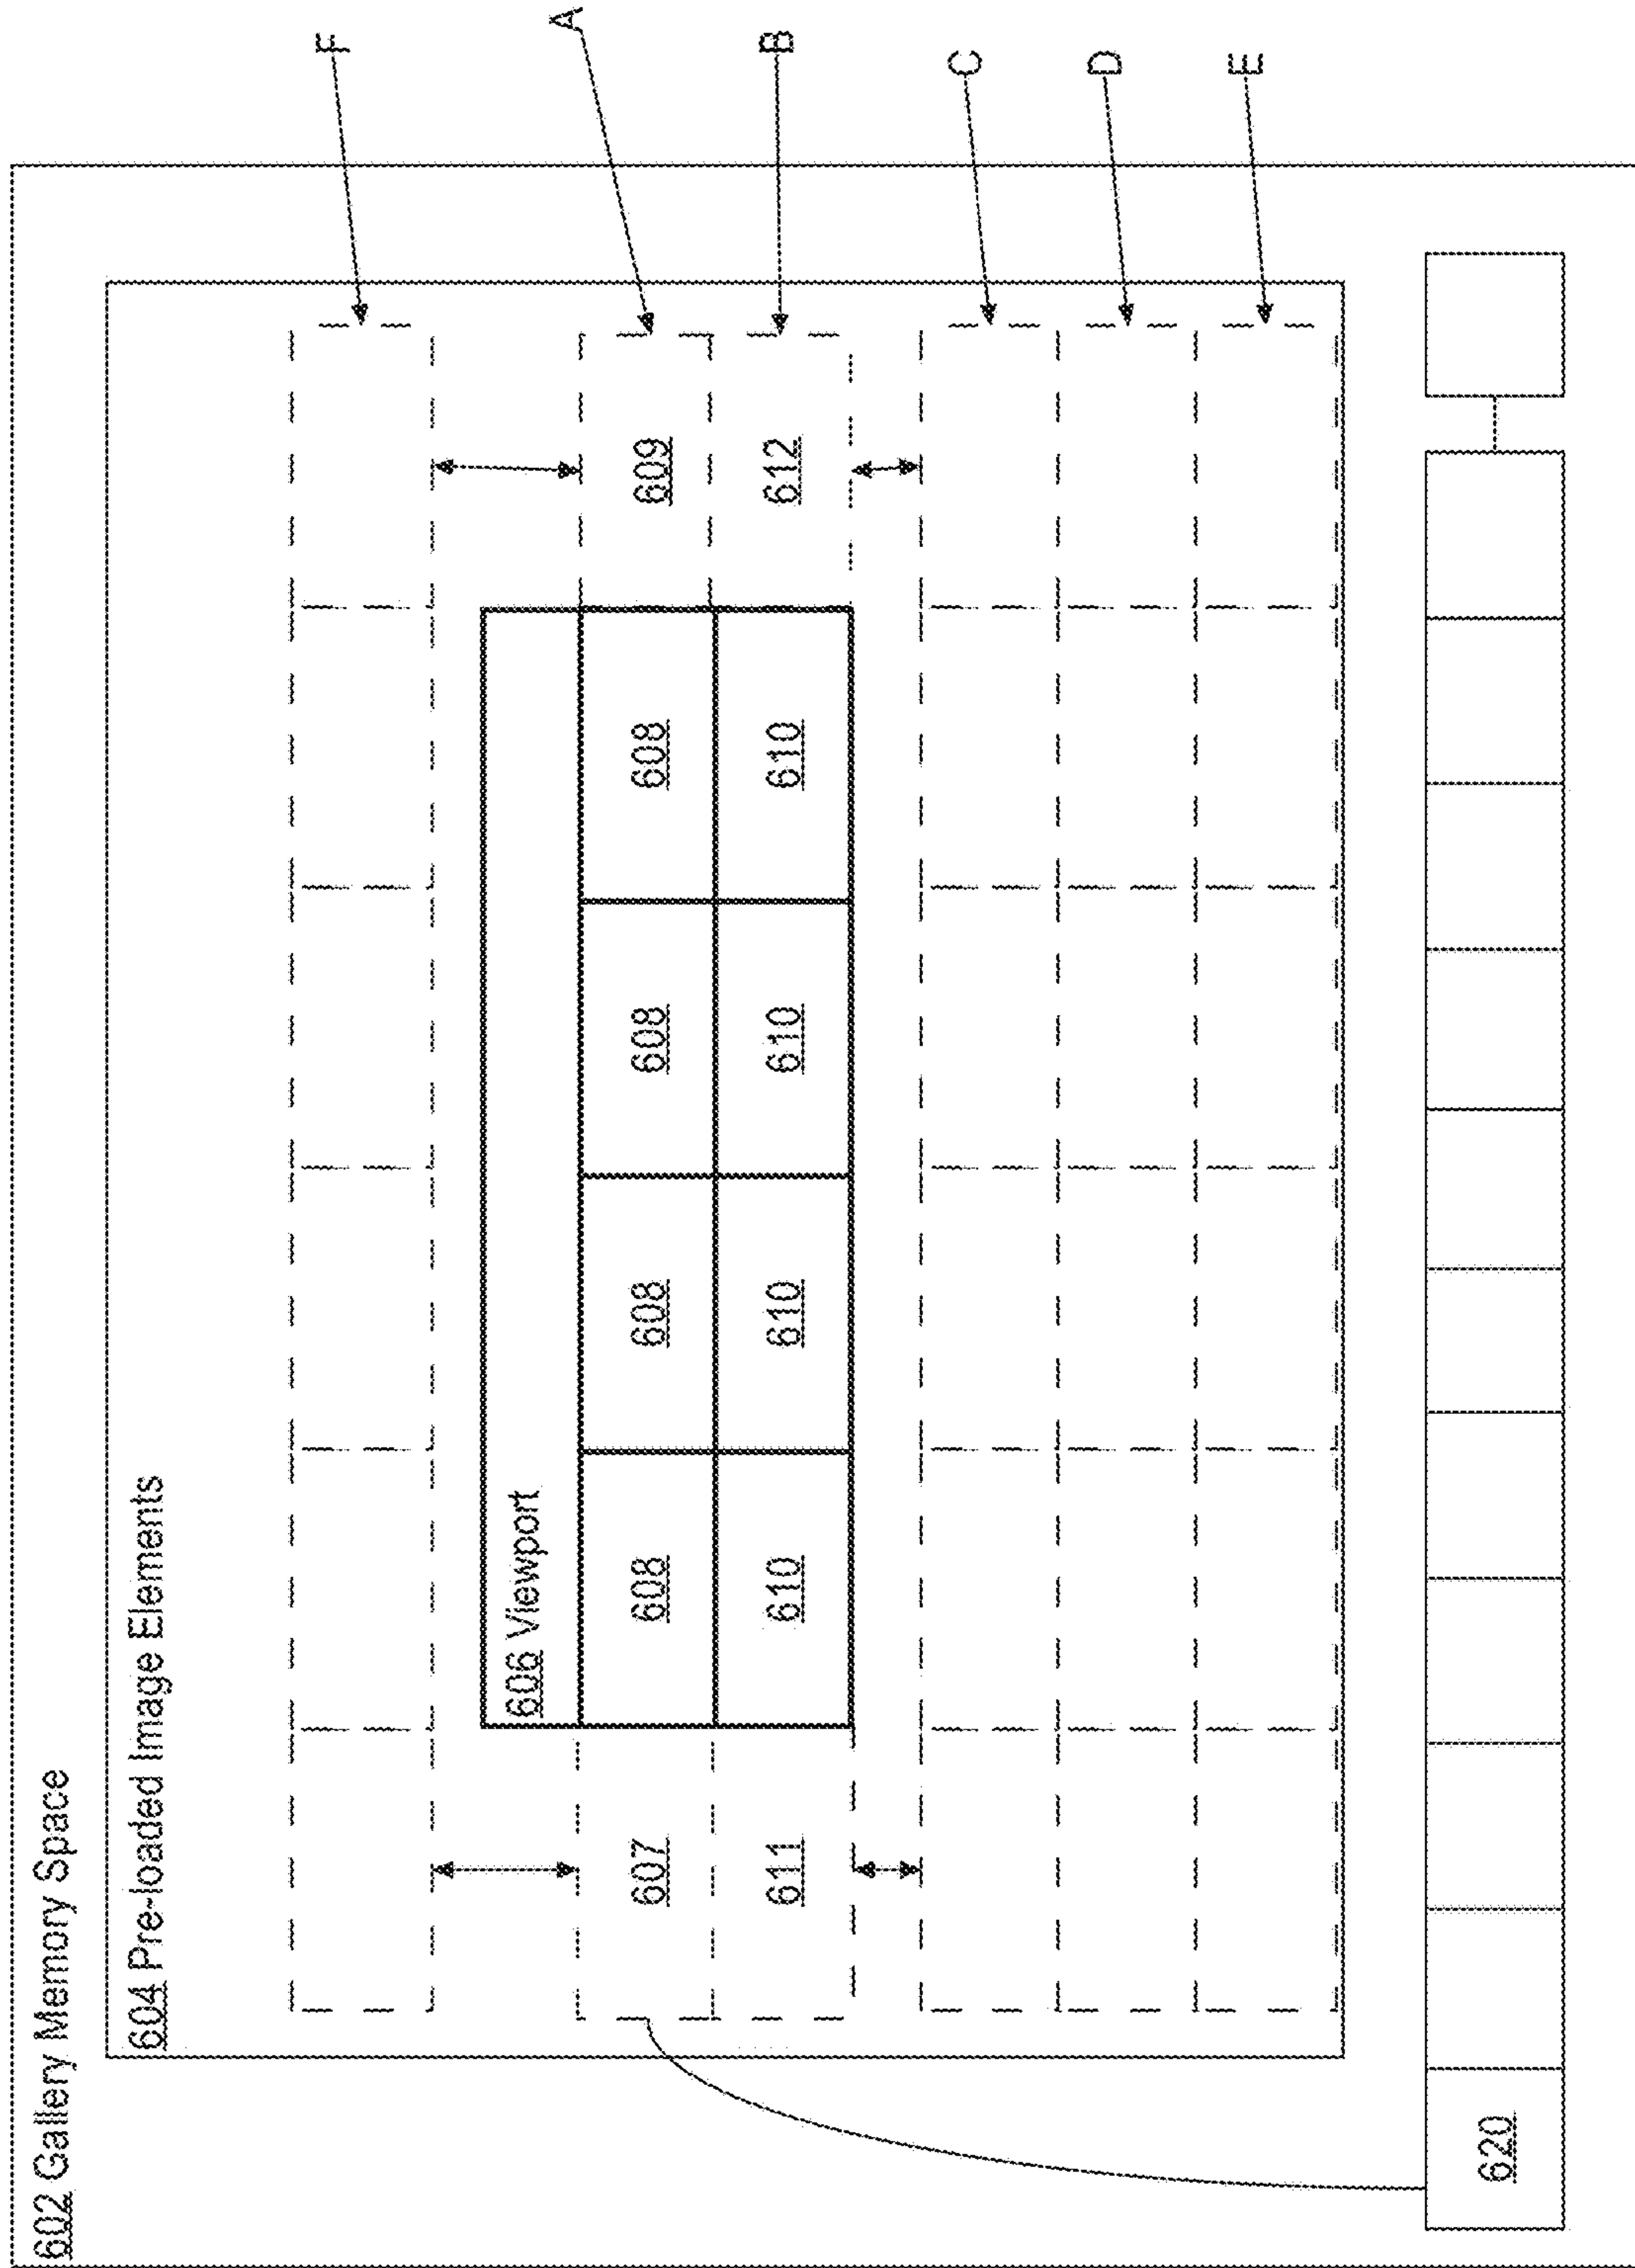 602 Gallery Memory Space
604 Pre-loaded Image Elements
F
606 Viewport
A
607 608 608 608 608 609
B
611 610 610 610 610 612
C
D
E
620